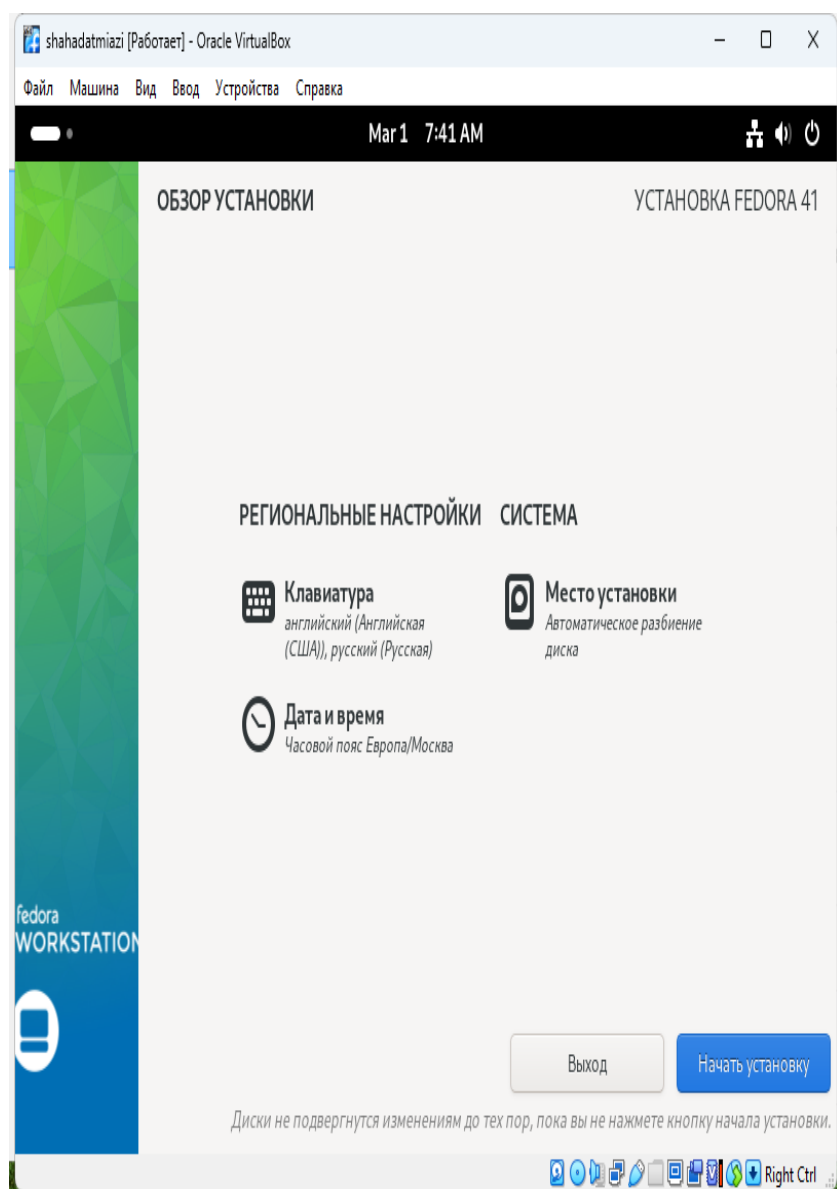 shahadatmiazi [Работает] - Oracle VirtualBox
Файл Машина Вид Ввод Устройства Справка
Mar 1 7:41 AM
ОБЗОР УСТАНОВКИ
УСТАНОВКА FEDORA 41
РЕГИОНАЛЬНЫЕ НАСТРОЙКИ
Клавиатура
английский (Английская
(США)), русский (Русская)
Дата и время
Часовой пояс Европа/Москва
СИСТЕМА
Место установки
Автоматическое разбиение
диска
fedora
WORKSTATION
Выход
Начать установку
Диски не подвергнутся изменениям до тех пор, пока вы не нажмете кнопку начала установки.
Right Ctrl